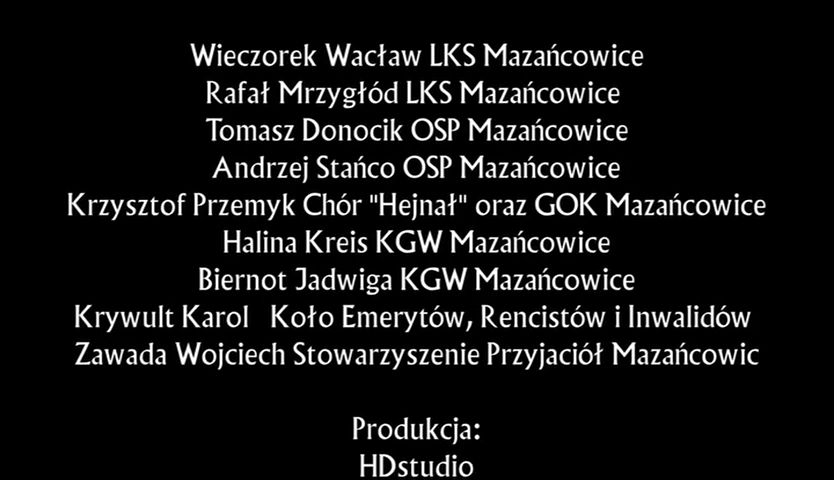 Wieczorek Wacław LKS Mazańcowice
Rafał Mrzygłód LKS Mazańcowice
Tomasz Donocik OSP Mazańcowice
Andrzej Stańco OSP Mazańcowice
Krzysztof Przemyk Chór "Hejnał" oraz GOK Mazańcowice
Halina Kreis KGW Mazańcowice
Biernot Jadwiga KGW Mazańcowice
Krywult Karol Koło Emerytów, Rencistów i Inwalidów
Zawada Wojciech Stowarzyszenie Przyjaciół Mazańcowic
Produkcja:
HDstudio